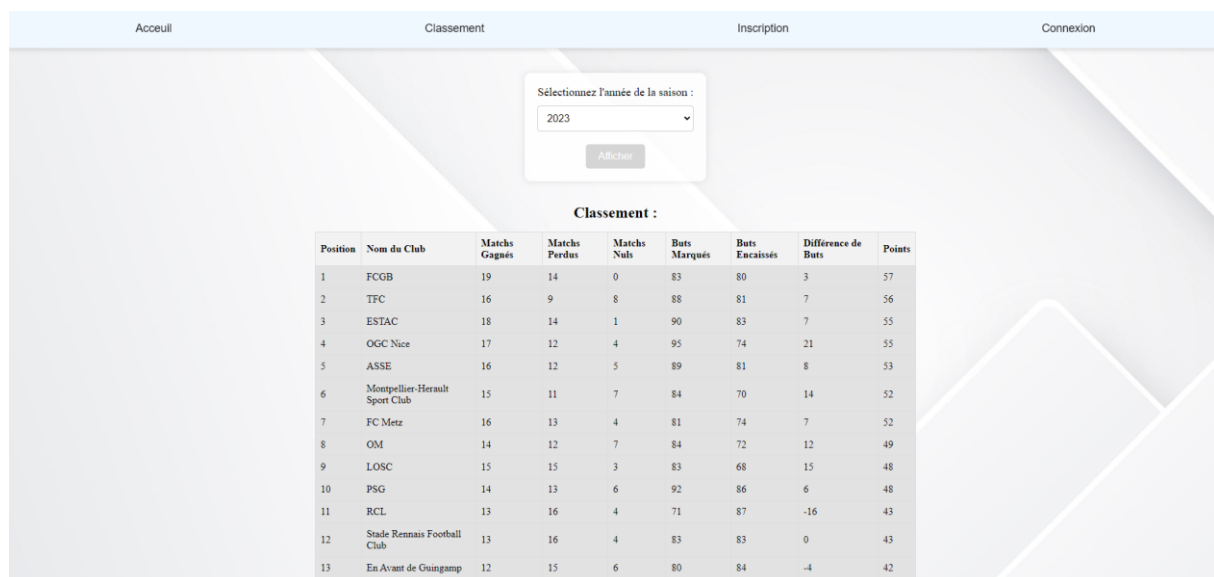 Acceuil Classement Inscription Connexion
Sélectionnez l'année de la saison :
2023
Afficher
Classement :
Position Nom du Club Matchs Gagnés Matchs Perdus Matchs Nuls Buts Marqués Buts Encaissés Différence de Buts Points
1 FCGB 19 14 0 83 80 3 57
2 TFC 16 9 8 88 81 7 56
3 ESTAC 18 14 1 90 83 7 55
4 OGC Nice 17 12 4 95 74 21 55
5 ASSE 16 12 5 89 81 8 53
6 Montpellier-Herault Sport Club 15 11 7 84 70 14 52
7 FC Metz 16 13 4 81 74 7 52
8 OM 14 12 7 84 72 12 49
9 LOSC 15 15 3 83 68 15 48
10 PSG 14 13 6 92 86 6 48
11 RCL 13 16 4 71 87 -16 43
12 Stade Rennais Football Club 13 16 4 83 83 0 43
13 En Avant de Guingamp 12 15 6 80 84 -4 42